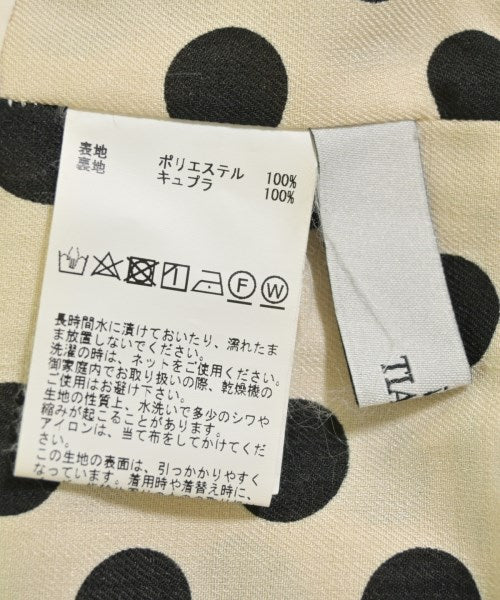 表地 ポリエステル 100%
裏地 キュプラ 100%
F W
長時間水に漬けておいたり、濡れたま
ま放置しないでください。
洗濯の時は、ネットをご使用ください。
御家庭内でお取り扱いの際、乾燥機の
ご使用はお避け下さい。
生地の性質上、水洗いで多少のシワや
縮みが起こることがあります。
アイロンは、当て布をしてかけてくだ
さい。
この生地の表面は、引っかかりやすく
なっています。着用時や着替え時に、
TIA